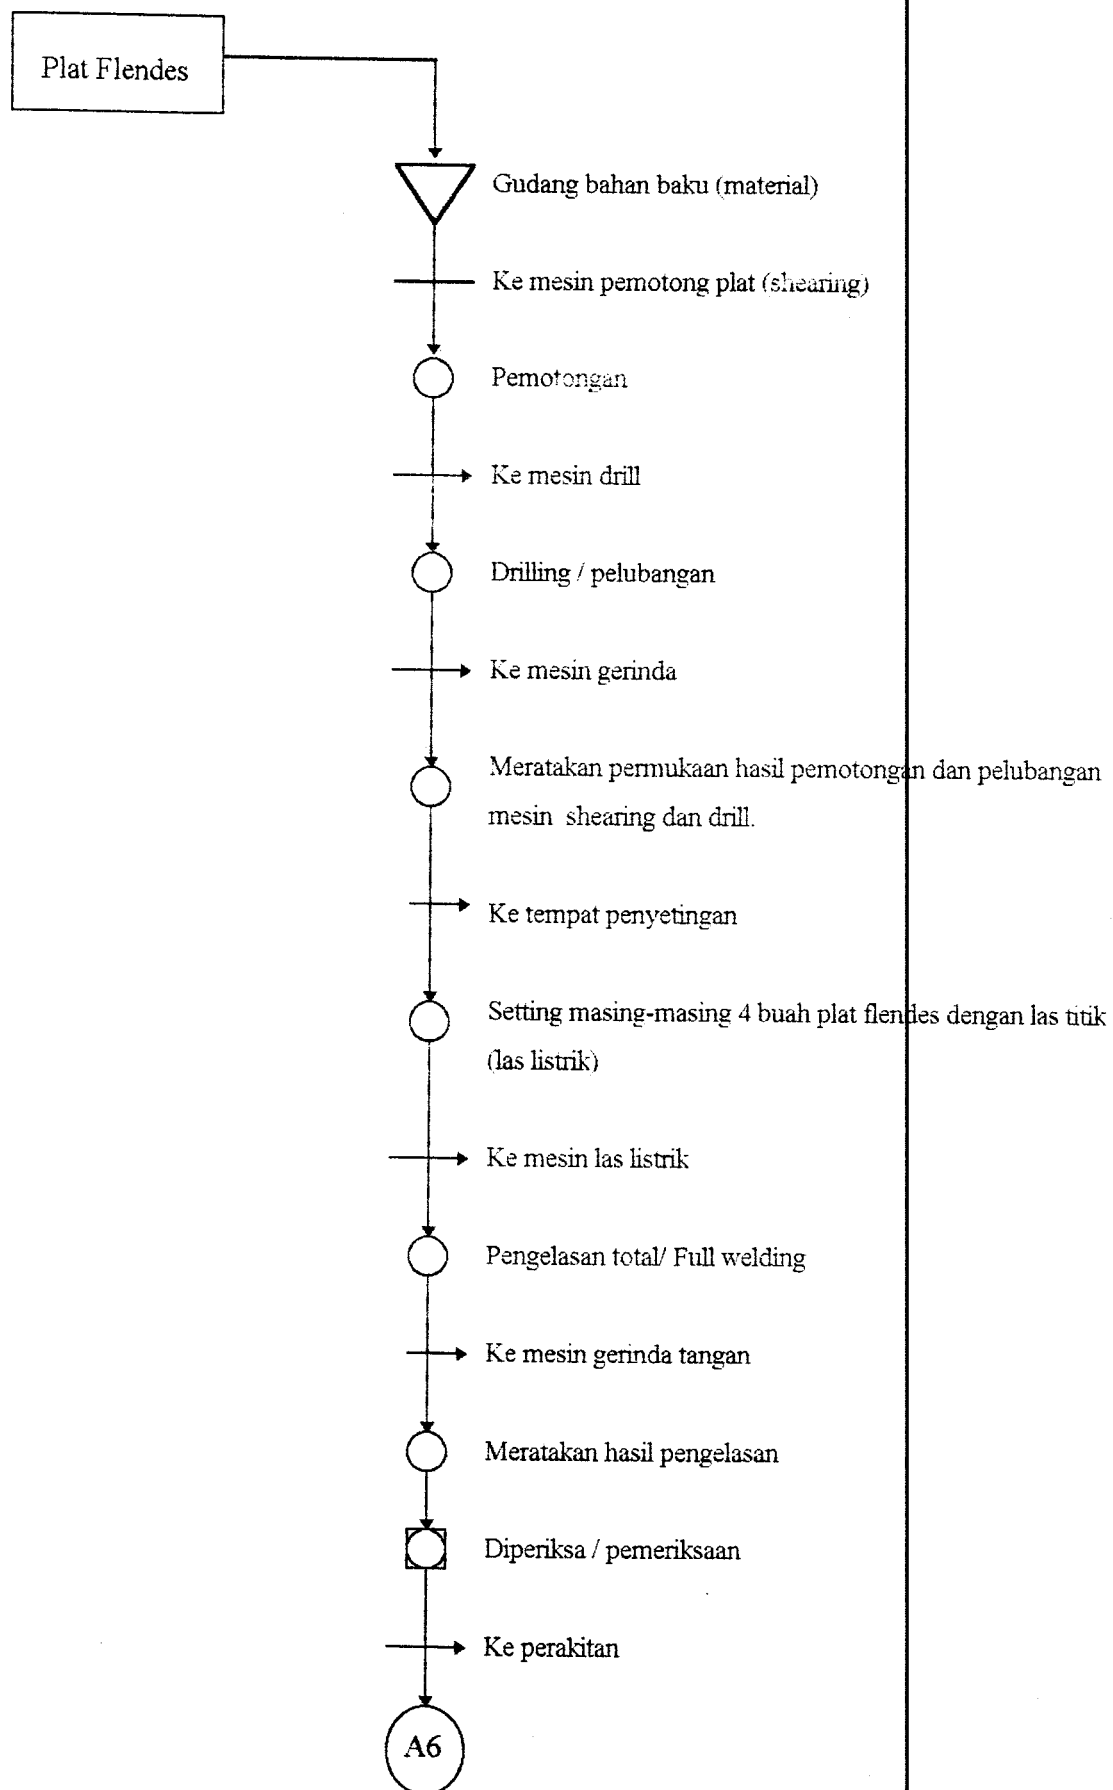 Plat Flendes
Gudang bahan baku (material)
Ke mesin pemotong plat (shearing)
Pemotongan
Ke mesin drill
Drilling / pelubangan
Ke mesin gerinda
Meratakan permukaan hasil pemotongan dan pelubangan
mesin shearing dan drill.
Ke tempat penyetingan
Setting masing-masing 4 buah plat flendes dengan las titik
(las listrik)
Ke mesin las listrik
Pengelasan total/ Full welding
Ke mesin gerinda tangan
Meratakan hasil pengelasan
Diperiksa / pemeriksaan
Ke perakitan
A6